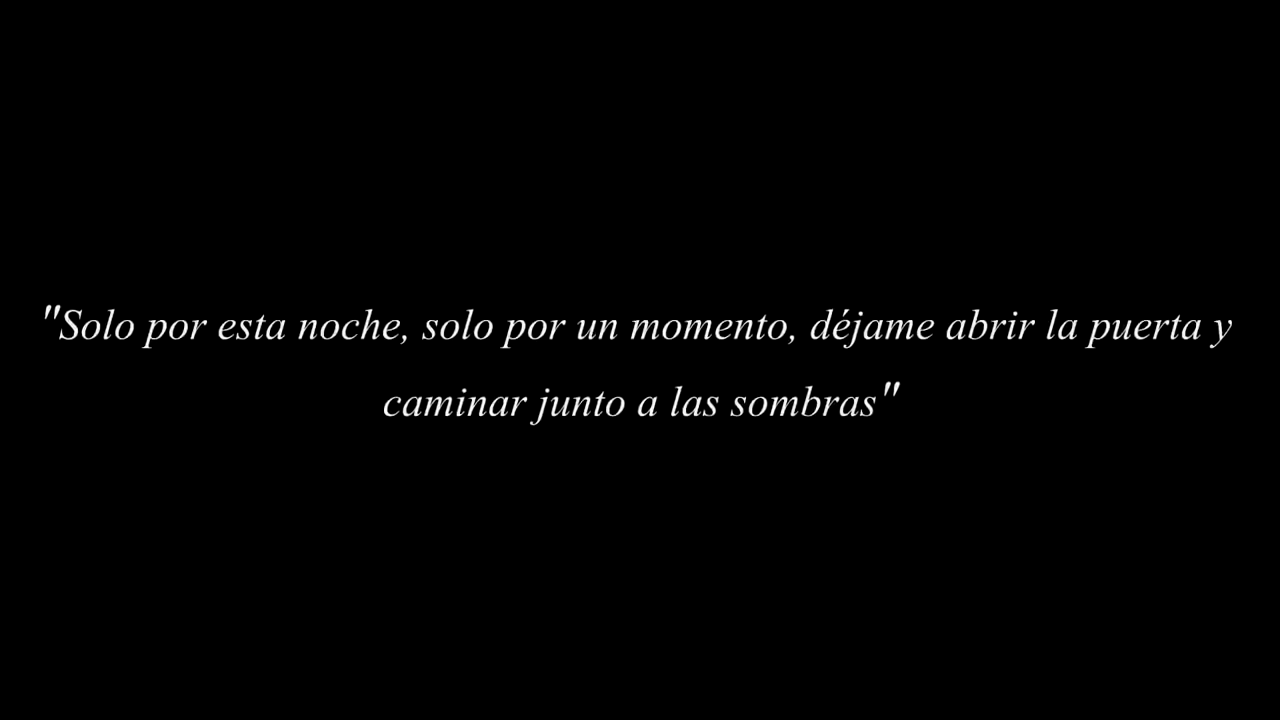 "Solo por esta noche, solo por un momento, déjame abrir la puerta y
caminar junto a las sombras"